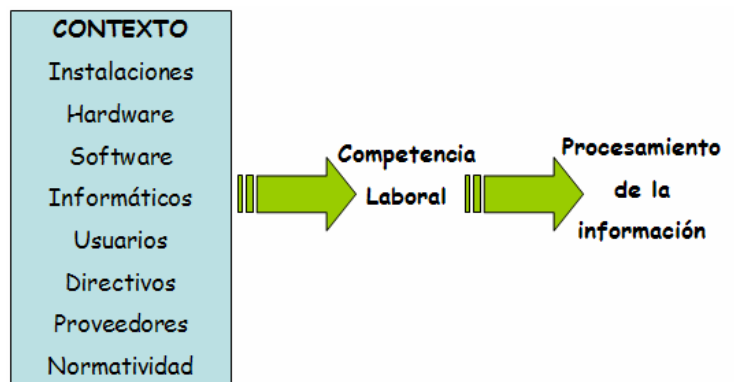 CONTEXTO
Instalaciones
Hardware
Software
Informáticos
Usuarios
Directivos
Proveedores
Normatividad
Competencia
Laboral
Procesamiento
de la
información